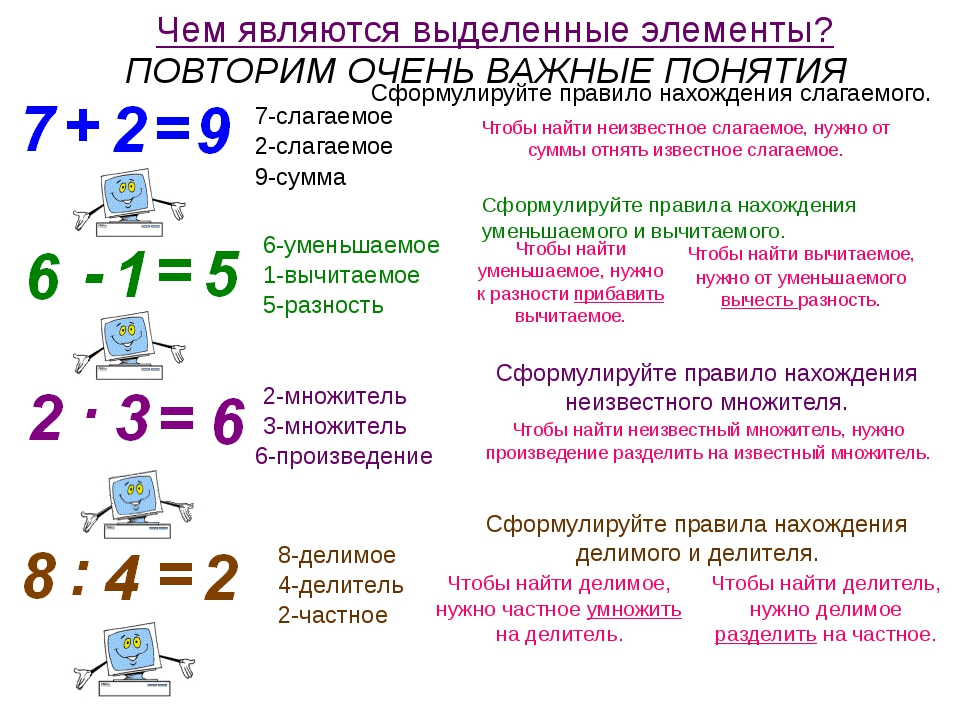 Чем являются выделенные элементы?
ПОВТОРИМ ОЧЕНЬ ВАЖНЫЕ ПОНЯТИЯ
Сформулируйте правило нахождения слагаемого.
7 + 2 = 9
7-слагаемое
2-слагаемое
9-сумма
Чтобы найти неизвестное слагаемое, нужно от
суммы отнять известное слагаемое.
Сформулируйте правила нахождения
уменьшаемого и вычитаемого.
6 - 1 = 5
6-уменьшаемое
1-вычитаемое
5-разность
Чтобы найти
уменьшаемое, нужно
к разности прибавить
вычитаемое.
Чтобы найти вычитаемое,
нужно от уменьшаемого
вычесть разность.
2 · 3 = 6
2-множитель
3-множитель
6-произведение
Сформулируйте правило нахождения
неизвестного множителя.
Чтобы найти неизвестный множитель, нужно
произведение разделить на известный множитель.
8 : 4 = 2
8-делимое
4-делитель
2-частное
Сформулируйте правила нахождения
делимого и делителя.
Чтобы найти делимое,
нужно частное умножить
на делитель.
Чтобы найти делитель,
нужно делимое
разделить на частное.